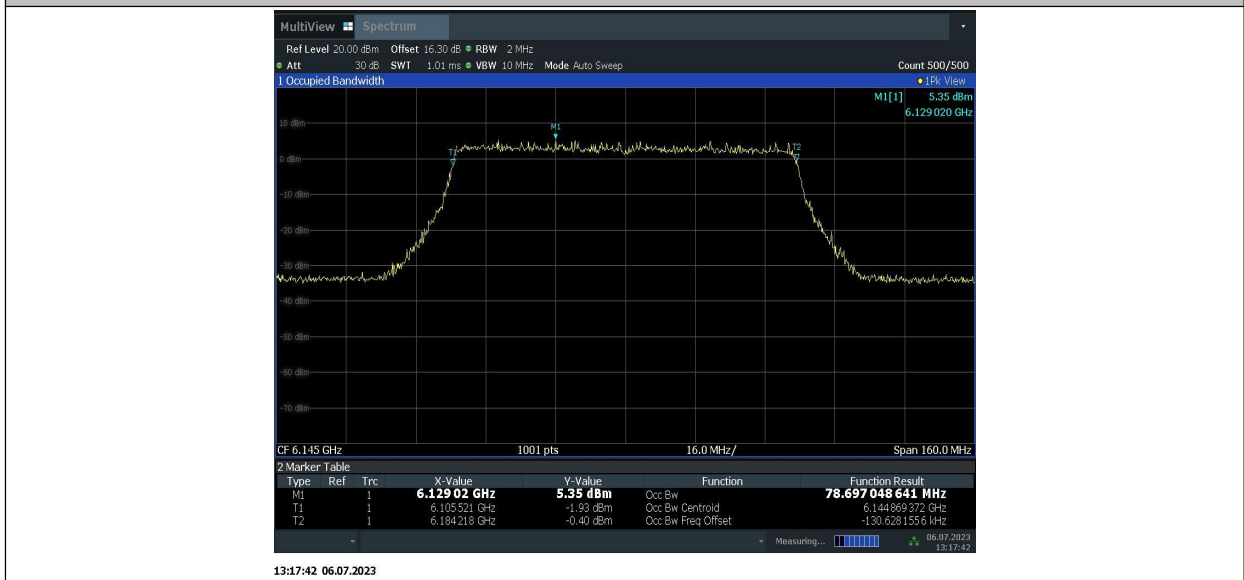 MultiView Spectrum
Ref Level 20.00 dBm Offset 16.30 dB RBW 2 MHz
Att 30 dB SWT 1.01 ms VBW 10 MHz Mode Auto Sweep Count 500/500
1 Occupied Bandwidth 1Pk View
M1[1] 5.35 dBm
6.129 020 GHz
10 dBm
M1
T1
T2
0 dBm
-10 dBm
-20 dBm
-30 dBm
-40 dBm
-50 dBm
-60 dBm
-70 dBm
CF 6.145 GHz 1001 pts 16.0 MHz/ Span 160.0 MHz
2 Marker Table
Type Ref Trc X-Value Y-Value Function Function Result
M1 1 6.129 02 GHz 5.35 dBm Occ Bw 78.697 048 641 MHz
T1 1 6.105 521 GHz -1.93 dBm Occ Bw Centroid 6.144 869 372 GHz
T2 1 6.184 218 GHz -0.40 dBm Occ Bw Freq Offset -130.628 155 6 kHz
Measuring... 06.07.2023
13:17:42
13:17:42 06.07.2023